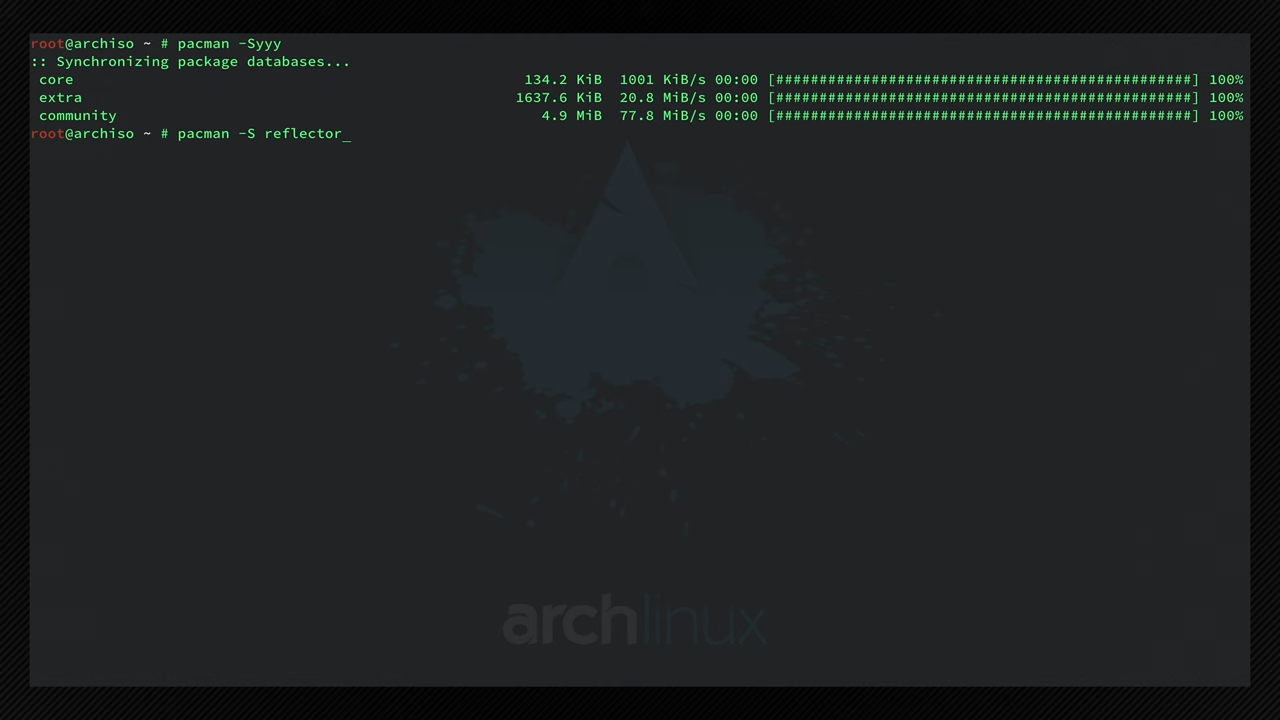 root@archiso ~ # pacman -Syyy
:: Synchronizing package databases...
core 134.2 KiB 1001 KiB/s 00:00 [################################################] 100%
extra 1637.6 KiB 20.8 MiB/s 00:00 [################################################] 100%
community 4.9 MiB 77.8 MiB/s 00:00 [################################################] 100%
root@archiso ~ # pacman -S reflector_
archlinux